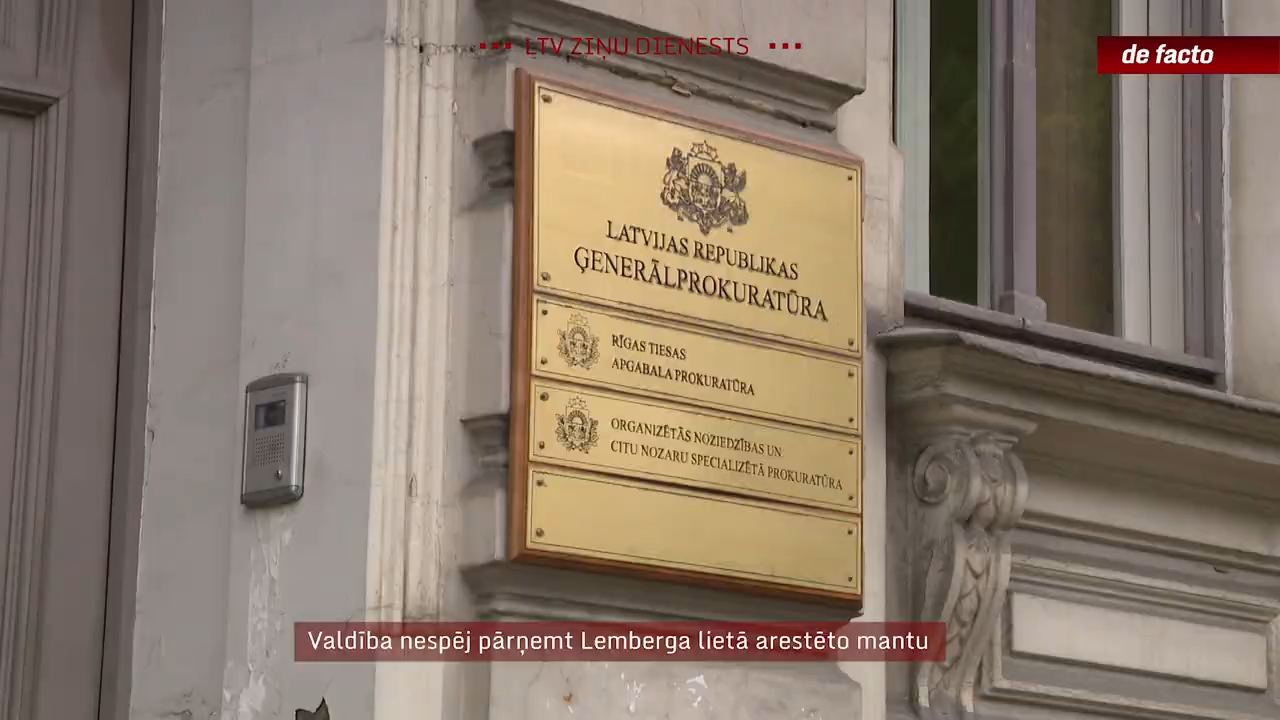 LTV ZIŅU DIENESTS
de facto
LATVIJAS REPUBLIKAS
ĢENERĀLPROKURATŪRA
RĪGAS TIESAS
APGABALA PROKURATŪRA
ORGANIZĒTĀS NOZIEDZĪBAS UN
CITU NOZARU SPECIALIZĒTĀ PROKURATŪRA
Valdība nespēj pārņemt Lemberga lietā arestēto mantu